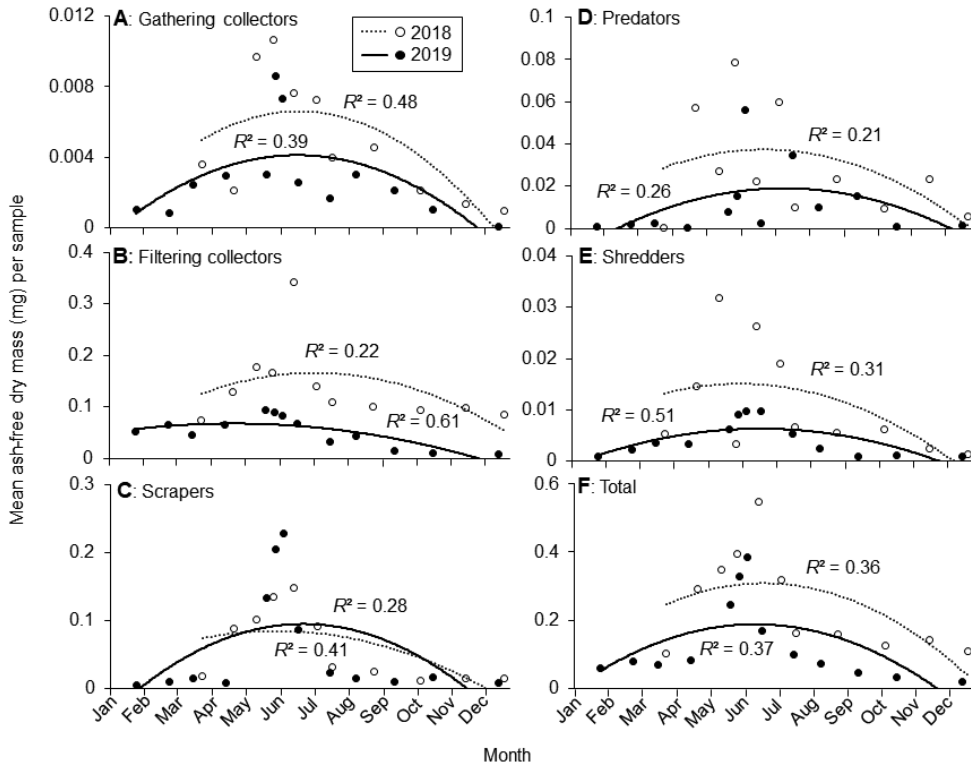 Mean ash-free dry mass (mg) per sample
A: Gathering collectors
2018
2019
0.012
0.008
0.004
0
R² = 0.48
R² = 0.39
B: Filtering collectors
0.4
0.3
0.2
0.1
0
R² = 0.22
R² = 0.61
C: Scrapers
0.3
0.2
0.1
0
R² = 0.28
R² = 0.41
Jan Feb Mar Apr May Jun Jul Aug Sep Oct Nov Dec
D: Predators
0.1
0.08
0.06
0.04
0.02
0
R² = 0.21
R² = 0.26
E: Shredders
0.04
0.03
0.02
0.01
0
R² = 0.31
R² = 0.51
F: Total
0.6
0.4
0.2
0
R² = 0.36
R² = 0.37
Jan Feb Mar Apr May Jun Jul Aug Sep Oct Nov Dec
Month